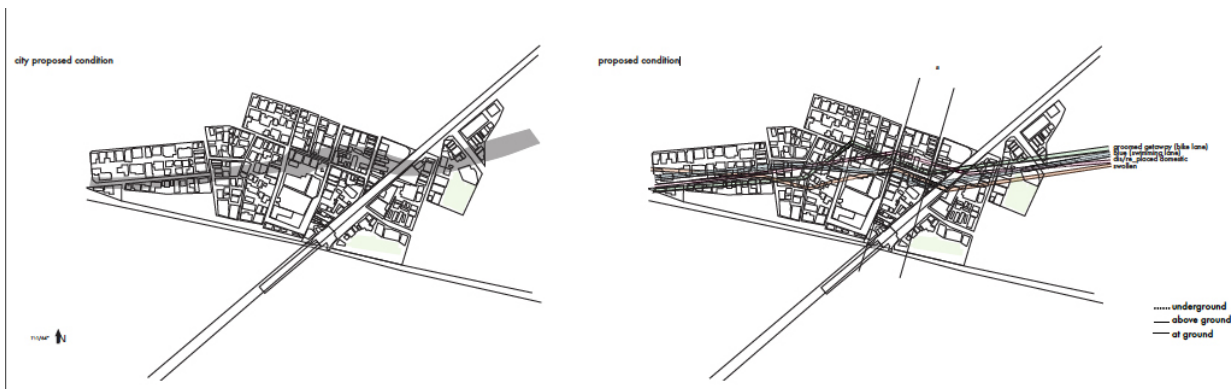 city proposed condition
N
proposed condition
groomed getaway (bike lane)
blue (swimming lane)
dis/re_placed domestic
swollen
underground
above ground
at ground